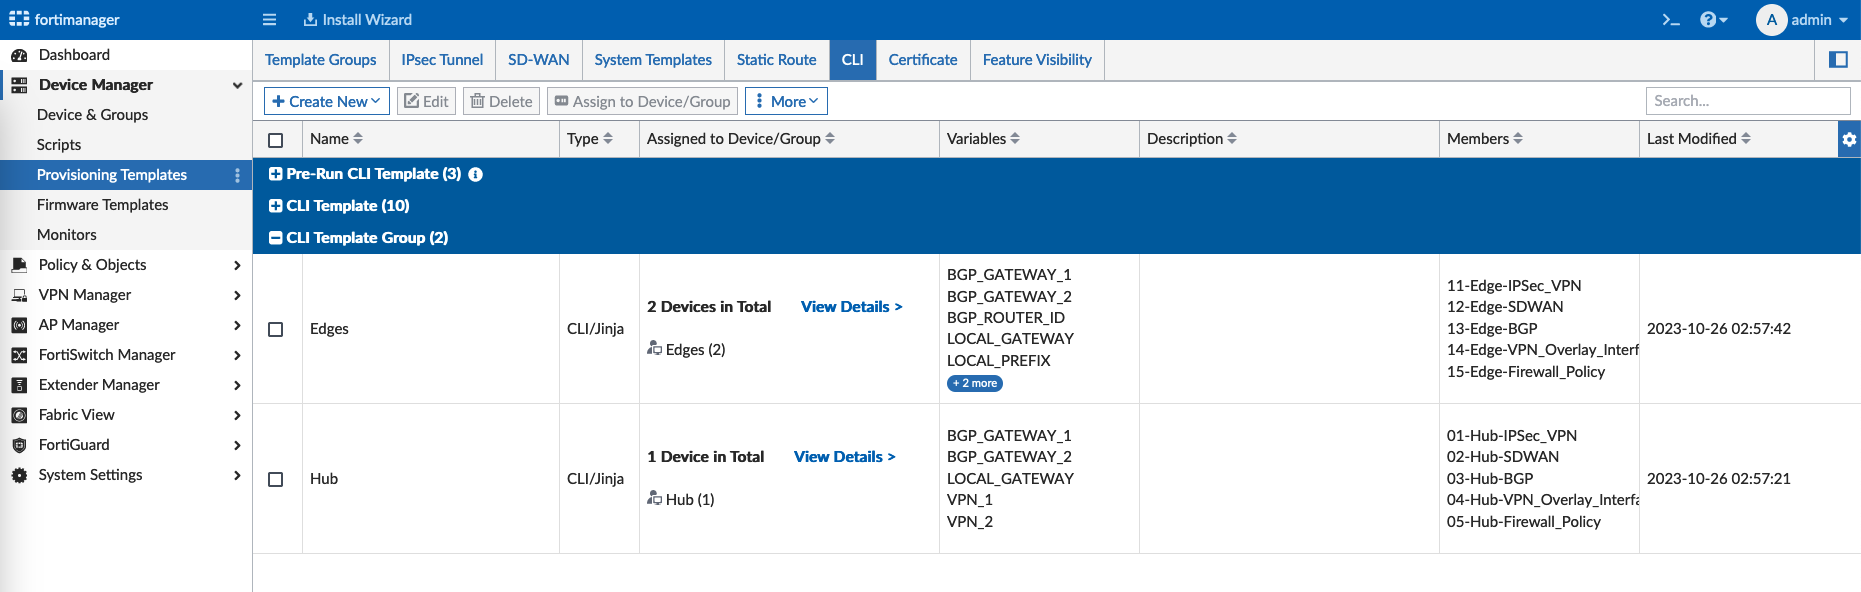 fortimanager
Install Wizard
A admin
Dashboard
Device Manager
Device & Groups
Scripts
Provisioning Templates
Firmware Templates
Monitors
Policy & Objects
VPN Manager
AP Manager
FortiSwitch Manager
Extender Manager
Fabric View
FortiGuard
System Settings
Template Groups IPsec Tunnel SD-WAN System Templates Static Route CLI Certificate Feature Visibility
+ Create New Edit Delete Assign to Device/Group More Search...
Name Type Assigned to Device/Group Variables Description Members Last Modified
Pre-Run CLI Template (3)
CLI Template (10)
CLI Template Group (2)
Edges
CLI/Jinja
2 Devices in Total View Details >
Edges (2)
BGP_GATEWAY_1
BGP_GATEWAY_2
BGP_ROUTER_ID
LOCAL_GATEWAY
LOCAL_PREFIX
+ 2 more
11-Edge-IPSec_VPN
12-Edge-SDWAN
13-Edge-BGP
14-Edge-VPN_Overlay_Interf
15-Edge-Firewall_Policy
2023-10-26 02:57:42
Hub
CLI/Jinja
1 Device in Total View Details >
Hub (1)
BGP_GATEWAY_1
BGP_GATEWAY_2
LOCAL_GATEWAY
VPN_1
VPN_2
01-Hub-IPSec_VPN
02-Hub-SDWAN
03-Hub-BGP
04-Hub-VPN_Overlay_Interfa
05-Hub-Firewall_Policy
2023-10-26 02:57:21